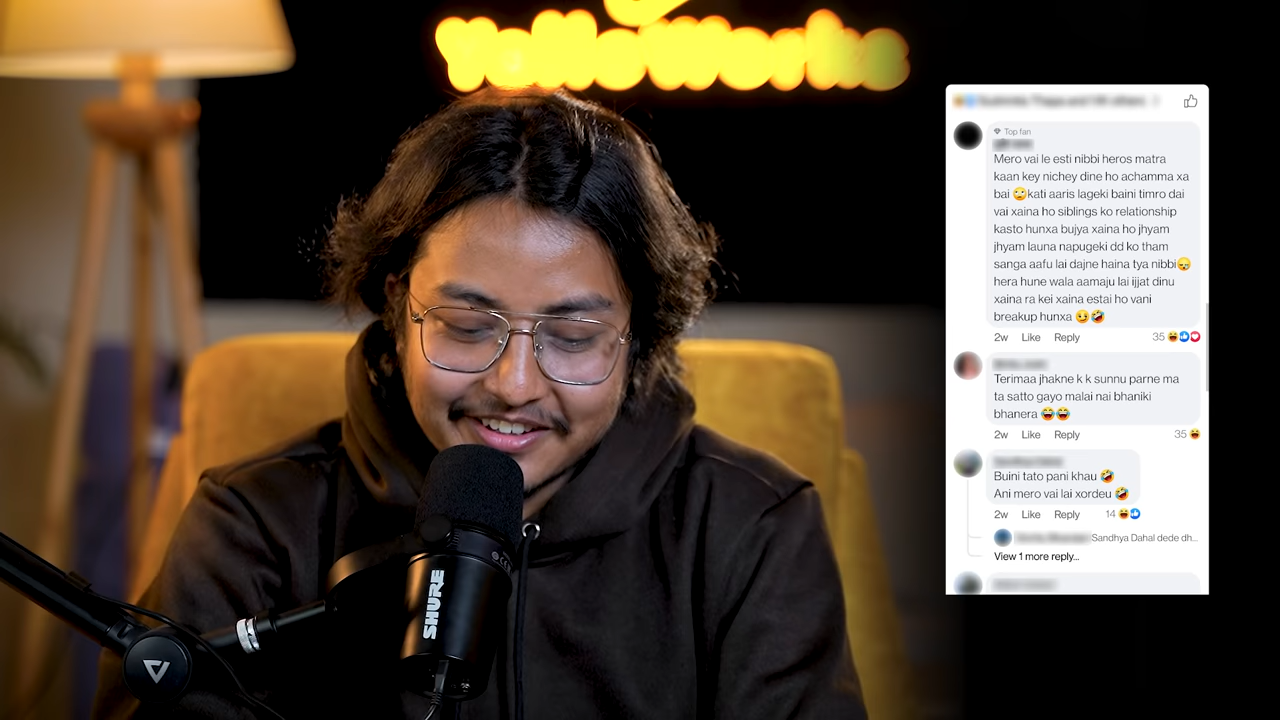 SHURE
Top fan
Mero vai le esti nibbi heros matra
kaan key nichey dine ho achamma xa
bai 🙄kati aaris lageki baini timro dai
vai xaina ho siblings ko relationship
kasto hunxa bujya xaina ho jhyam
jhyam launa napugeki dd ko tham
sanga aafu lai dajne haina tya nibbi😪
hera hune wala aamaju lai ijjat dinu
xaina ra kei xaina estai ho vani
breakup hunxa 😏🤣
2w Like Reply 35
Terimaa jhakne k k sunnu parne ma
ta satto gayo malai nai bhaniki
bhanera 😂😂
2w Like Reply 35
Buini tato pani khau 🤣
Ani mero vai lai xordeu 🤣
2w Like Reply 14
Sandhya Dahal dede dh...
View 1 more reply...